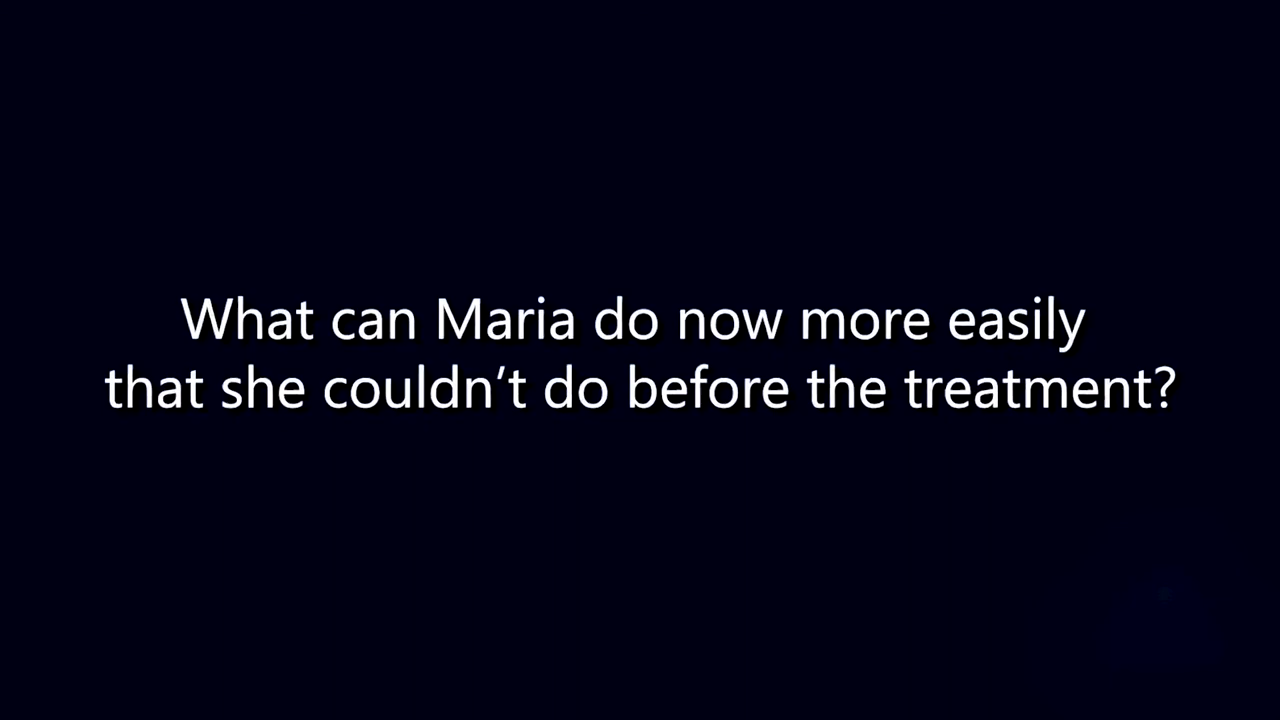 What can Maria do now more easily
that she couldn’t do before the treatment?